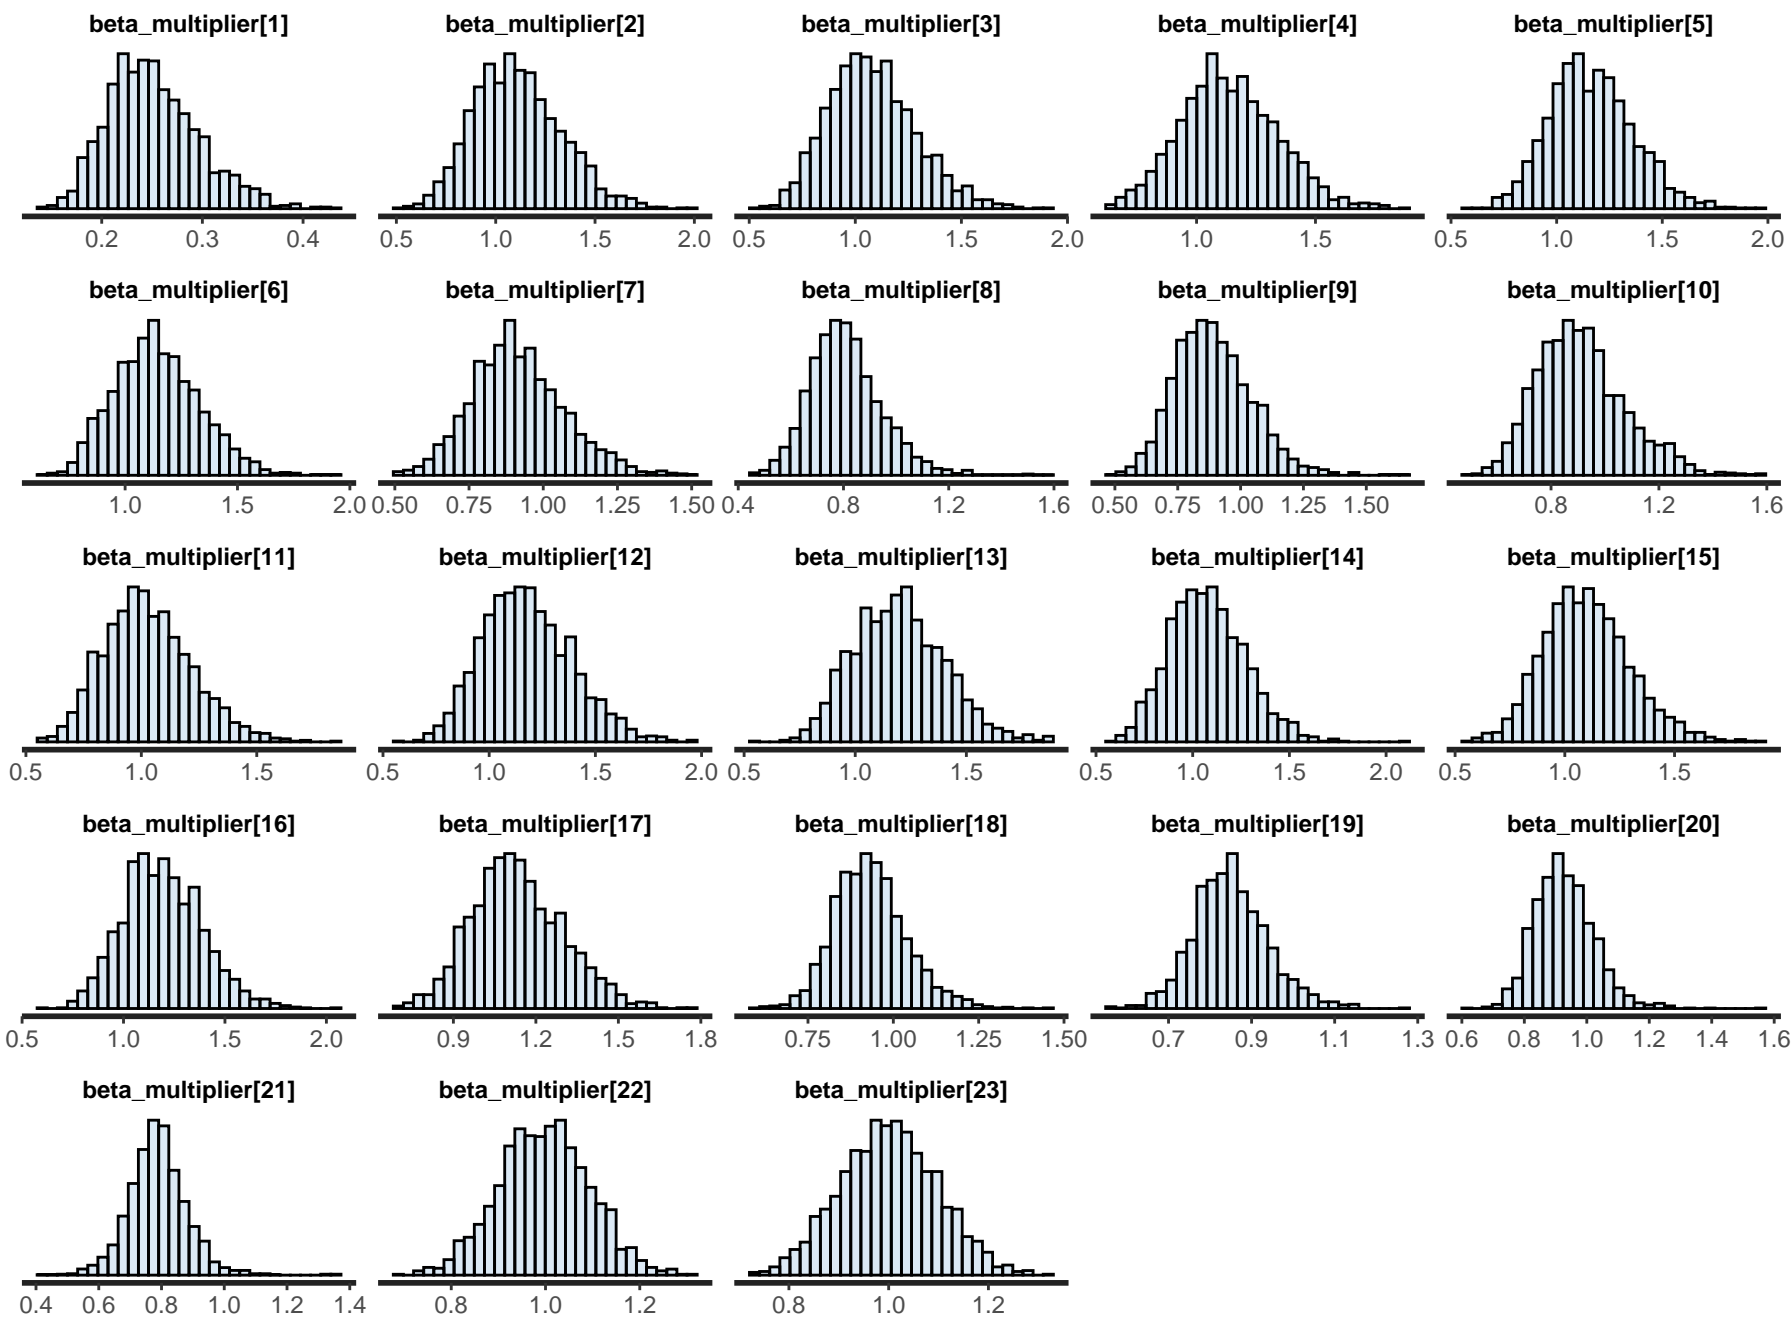 beta_multiplier[1] beta_multiplier[2] beta_multiplier[3] beta_multiplier[4] beta_multiplier[5]
0.2 0.3 0.4 0.5 1.0 1.5 2.0 0.5 1.0 1.5 2.0 1.0 1.5 0.5 1.0 1.5 2.0
beta_multiplier[6] beta_multiplier[7] beta_multiplier[8] beta_multiplier[9] beta_multiplier[10]
1.0 1.5 2.0 0.50 0.75 1.00 1.25 1.50 0.4 0.8 1.2 1.6 0.50 0.75 1.00 1.25 1.50 0.8 1.2 1.6
beta_multiplier[11] beta_multiplier[12] beta_multiplier[13] beta_multiplier[14] beta_multiplier[15]
0.5 1.0 1.5 0.5 1.0 1.5 2.0 0.5 1.0 1.5 0.5 1.0 1.5 2.0 0.5 1.0 1.5
beta_multiplier[16] beta_multiplier[17] beta_multiplier[18] beta_multiplier[19] beta_multiplier[20]
0.5 1.0 1.5 2.0 0.9 1.2 1.5 1.8 0.75 1.00 1.25 1.50 0.7 0.9 1.1 1.3 0.6 0.8 1.0 1.2 1.4 1.6
beta_multiplier[21] beta_multiplier[22] beta_multiplier[23]
0.4 0.6 0.8 1.0 1.2 1.4 0.8 1.0 1.2 0.8 1.0 1.2